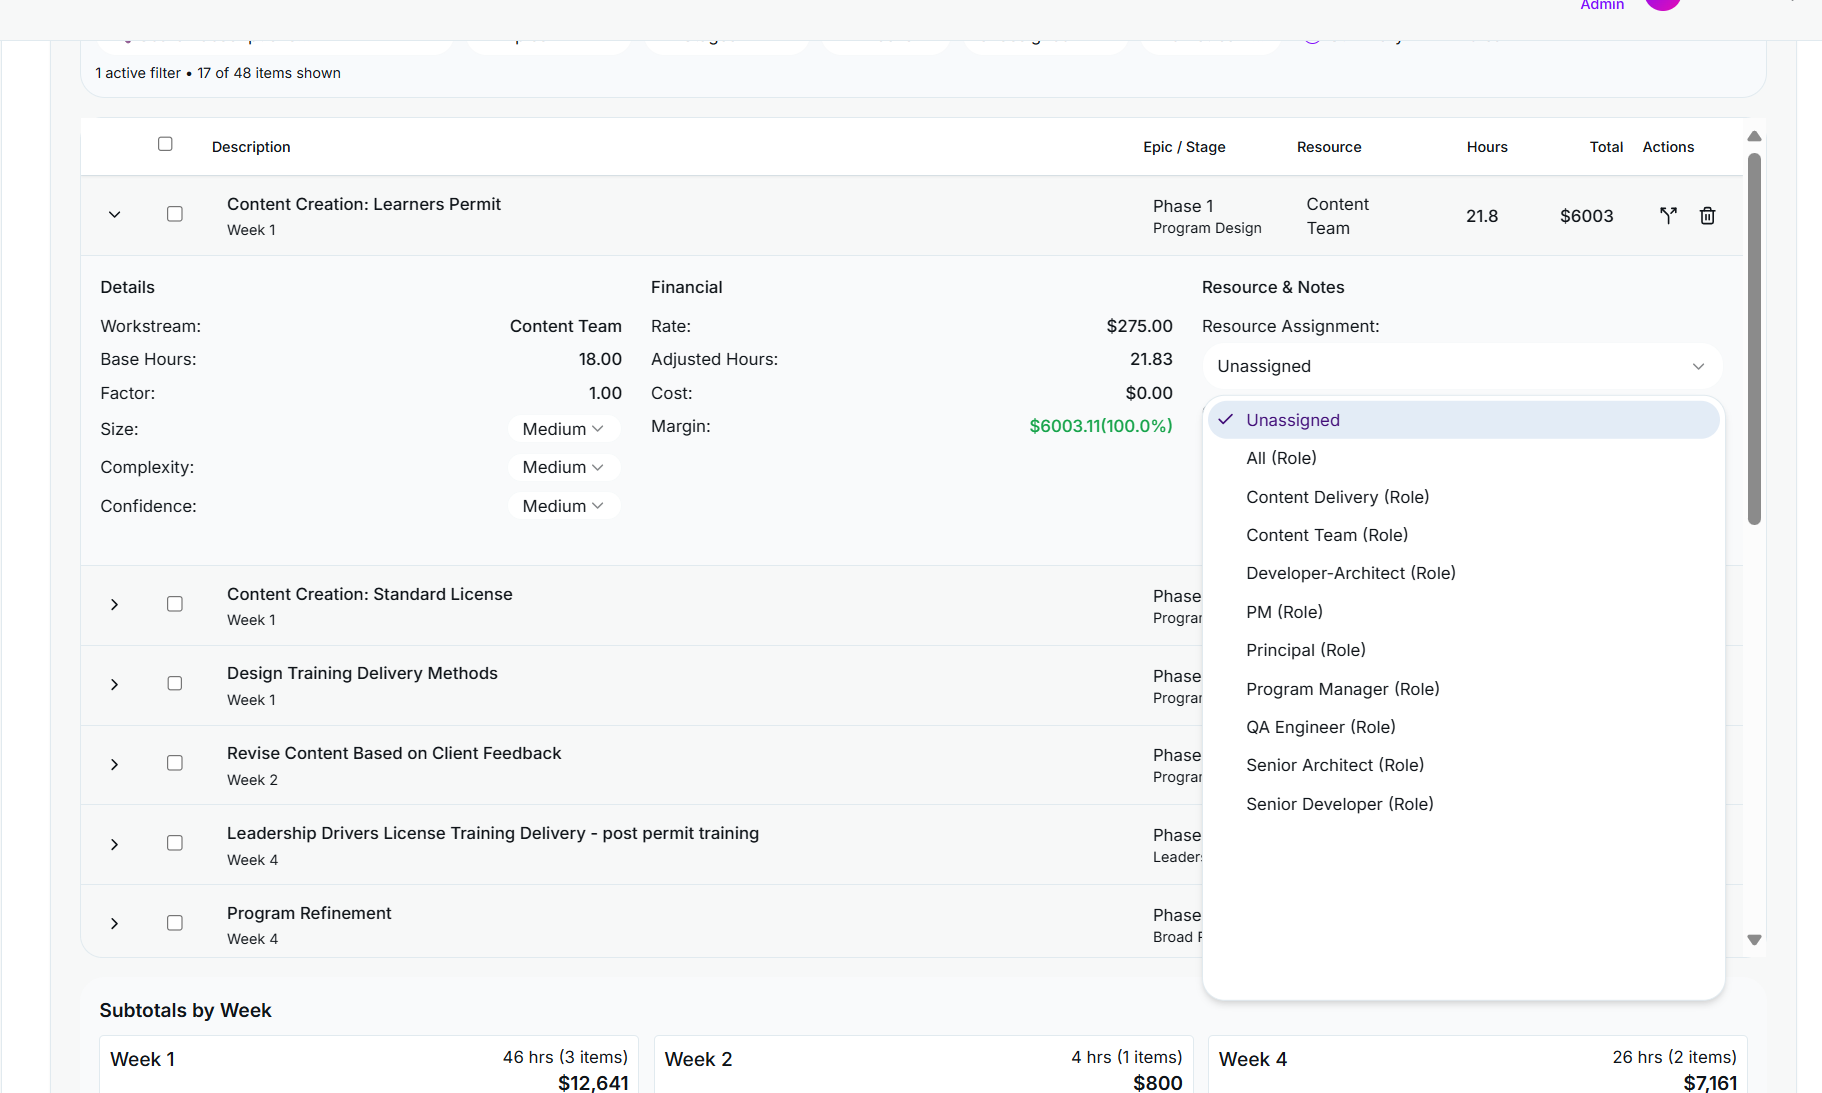 Admin
1 active filter • 17 of 48 items shown
Description Epic / Stage Resource Hours Total Actions
Content Creation: Learners Permit
Week 1
Phase 1
Program Design
Content
Team
21.8 $6003
Details
Workstream: Content Team
Base Hours: 18.00
Factor: 1.00
Size: Medium
Complexity: Medium
Confidence: Medium
Financial
Rate: $275.00
Adjusted Hours: 21.83
Cost: $0.00
Margin: $6003.11(100.0%)
Resource & Notes
Resource Assignment:
Unassigned
Unassigned
All (Role)
Content Delivery (Role)
Content Team (Role)
Developer-Architect (Role)
PM (Role)
Principal (Role)
Program Manager (Role)
QA Engineer (Role)
Senior Architect (Role)
Senior Developer (Role)
Content Creation: Standard License
Week 1
Phase
Progra
Design Training Delivery Methods
Week 1
Phase
Progra
Revise Content Based on Client Feedback
Week 2
Phase
Progra
Leadership Drivers License Training Delivery - post permit training
Week 4
Phase
Leaders
Program Refinement
Week 4
Phase
Broad
Subtotals by Week
Week 1 46 hrs (3 items)
$12,641
Week 2 4 hrs (1 items)
$800
Week 4 26 hrs (2 items)
$7,161